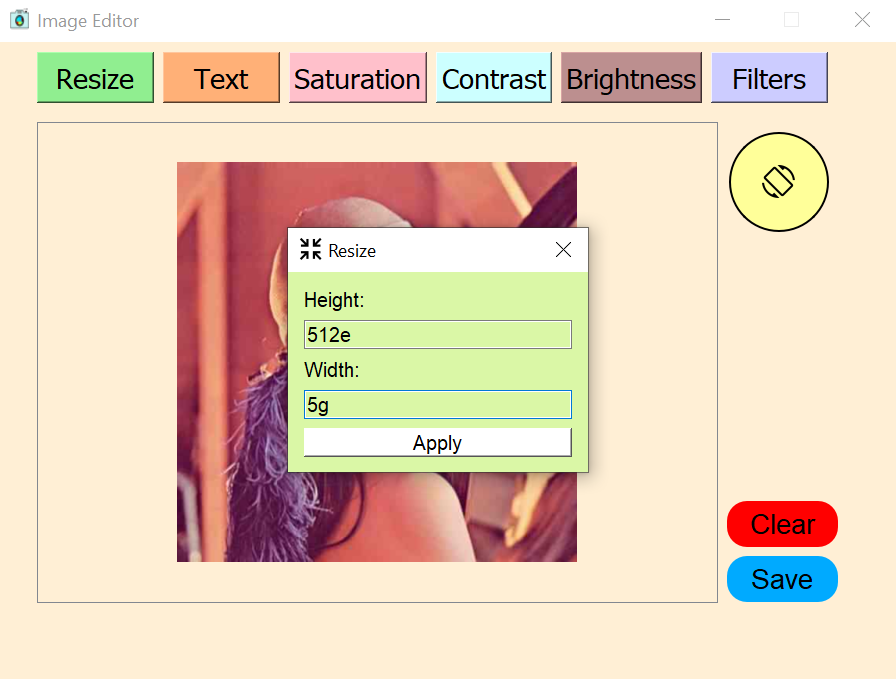 Image Editor
Resize Text Saturation Contrast Brightness Filters
Resize
Height:
512e
Width:
5g
Apply
Clear
Save